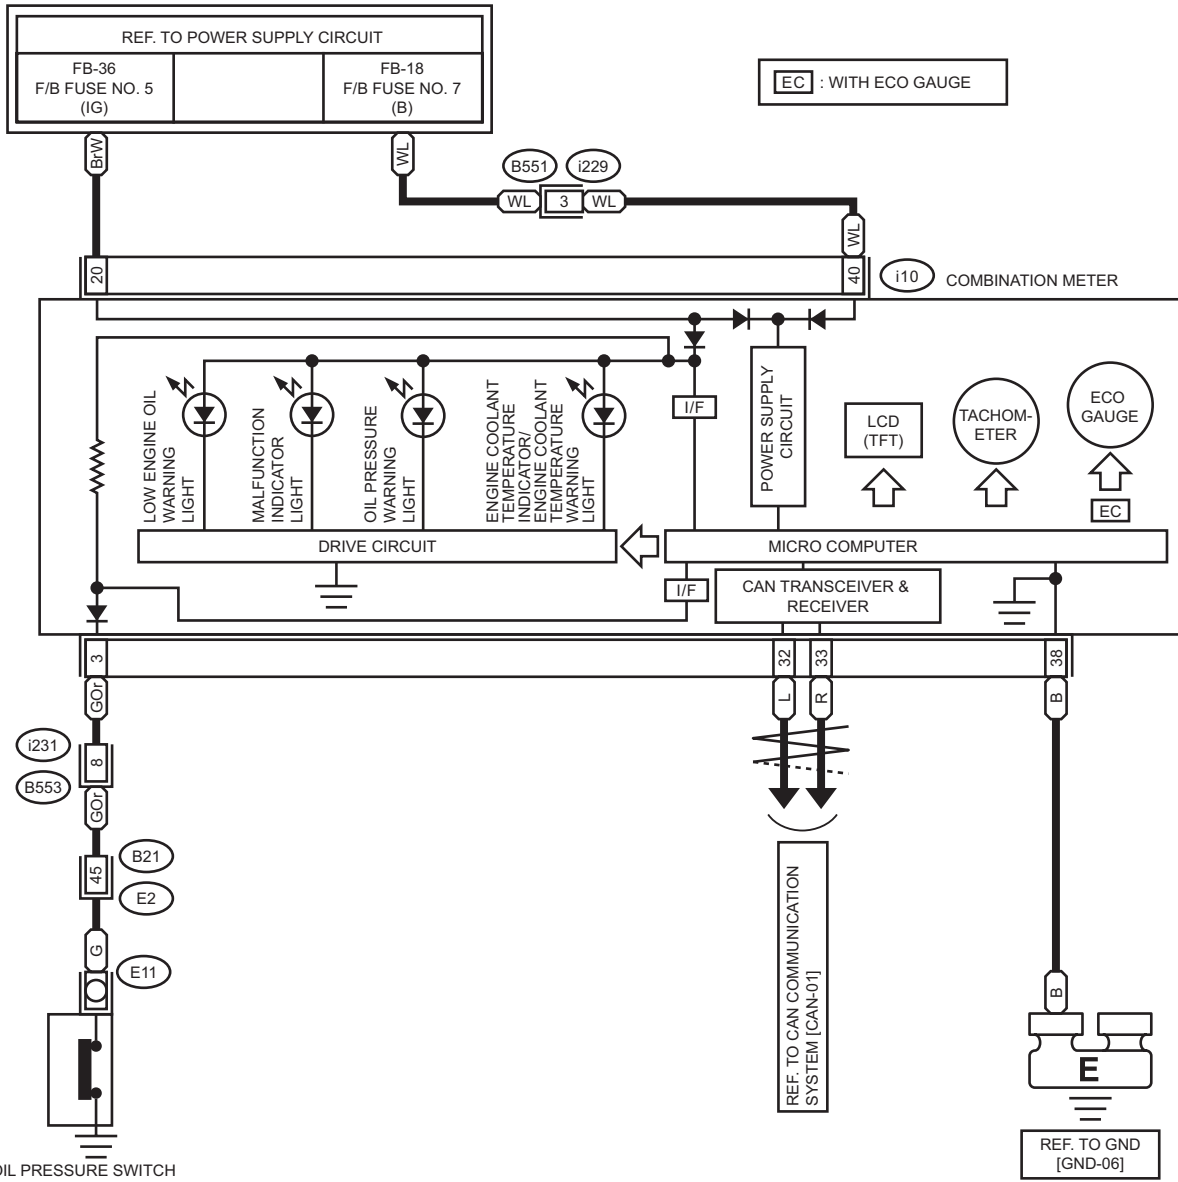 REF. TO POWER SUPPLY CIRCUIT
FB-36
F/B FUSE NO. 5
(IG)
FB-18
F/B FUSE NO. 7
(B)
EC : WITH ECO GAUGE
BrW
WL
B551
i229
WL
3
WL
WL
20
40
i10
COMBINATION METER
LOW ENGINE OIL
WARNING
LIGHT
MALFUNCTION
INDICATOR
LIGHT
OIL PRESSURE
WARNING
LIGHT
ENGINE COOLANT
TEMPERATURE
INDICATOR/
ENGINE COOLANT
TEMPERATURE
WARNING
LIGHT
I/F
POWER SUPPLY
CIRCUIT
LCD
(TFT)
TACHOM-
ETER
ECO
GAUGE
EC
DRIVE CIRCUIT
MICRO COMPUTER
I/F
CAN TRANSCEIVER &
RECEIVER
3
32
33
38
GOr
L
R
B
i231
8
B553
GOr
B21
45
E2
G
E11
REF. TO CAN COMMUNICATION
SYSTEM [CAN-01]
B
E
REF. TO GND
[GND-06]
OIL PRESSURE SWITCH